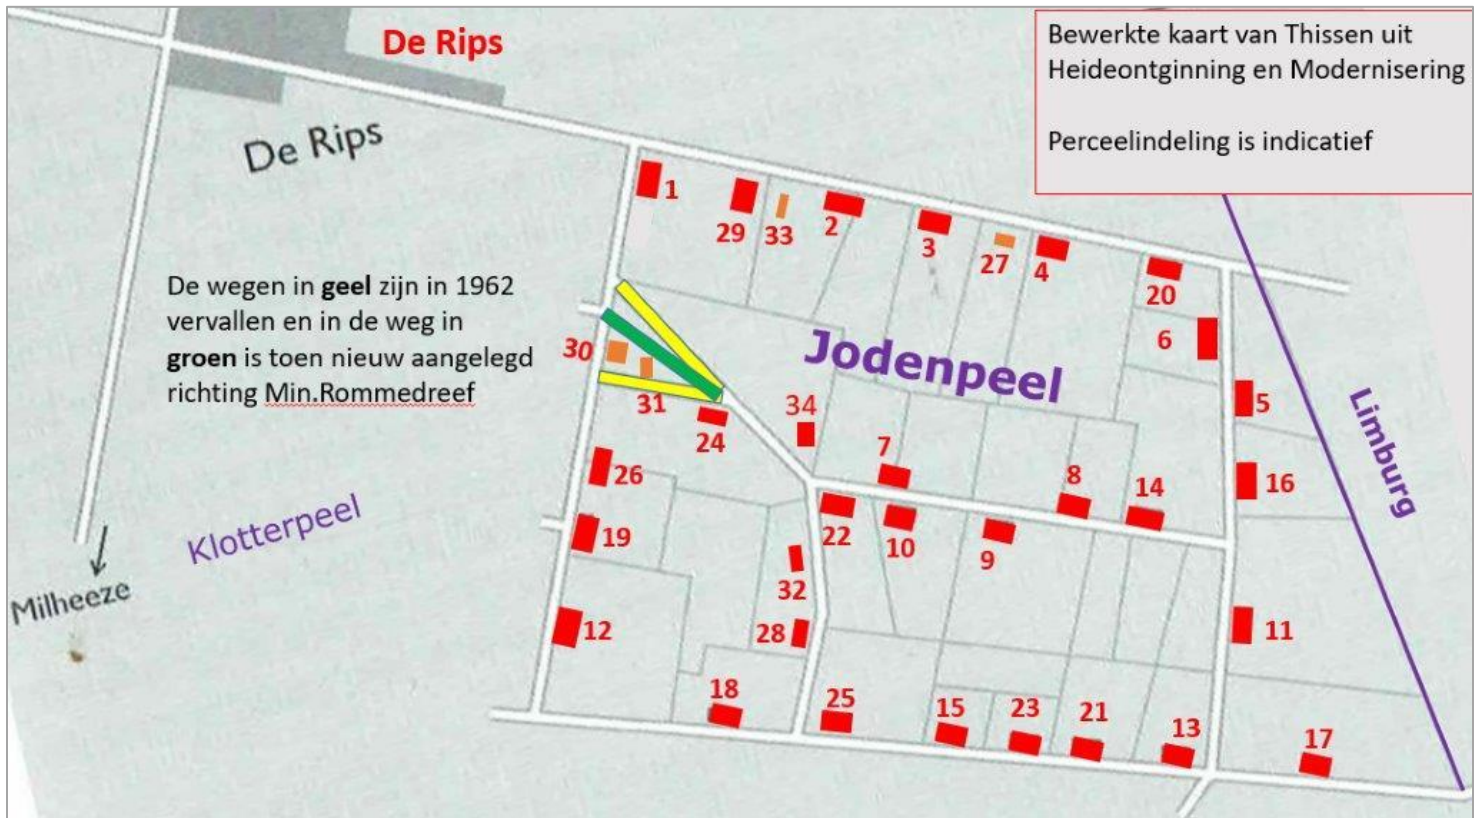 De Rips
Bewerkte kaart van Thissen uit
Heideontginning en Modernisering
Perceelindeling is indicatief
De Rips
1
29
33
2
3
27
4
20
6
De wegen in geel zijn in 1962
vervallen en in de weg in
groen is toen nieuw aangelegd
richting Min.Rommedreef
30
31
24
34
Jodenpeel
5
Limburg
26
7
8
14
16
Klotterpeel
19
22
10
9
Milheeze
32
12
28
11
18
25
15
23
21
13
17